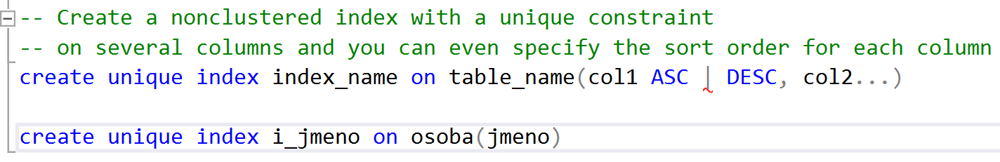 -- Create a nonclustered index with a unique constraint
-- on several columns and you can even specify the sort order for each column
create unique index index_name on table_name(col1 ASC | DESC, col2...)
create unique index i_jmeno on osoba(jmeno)